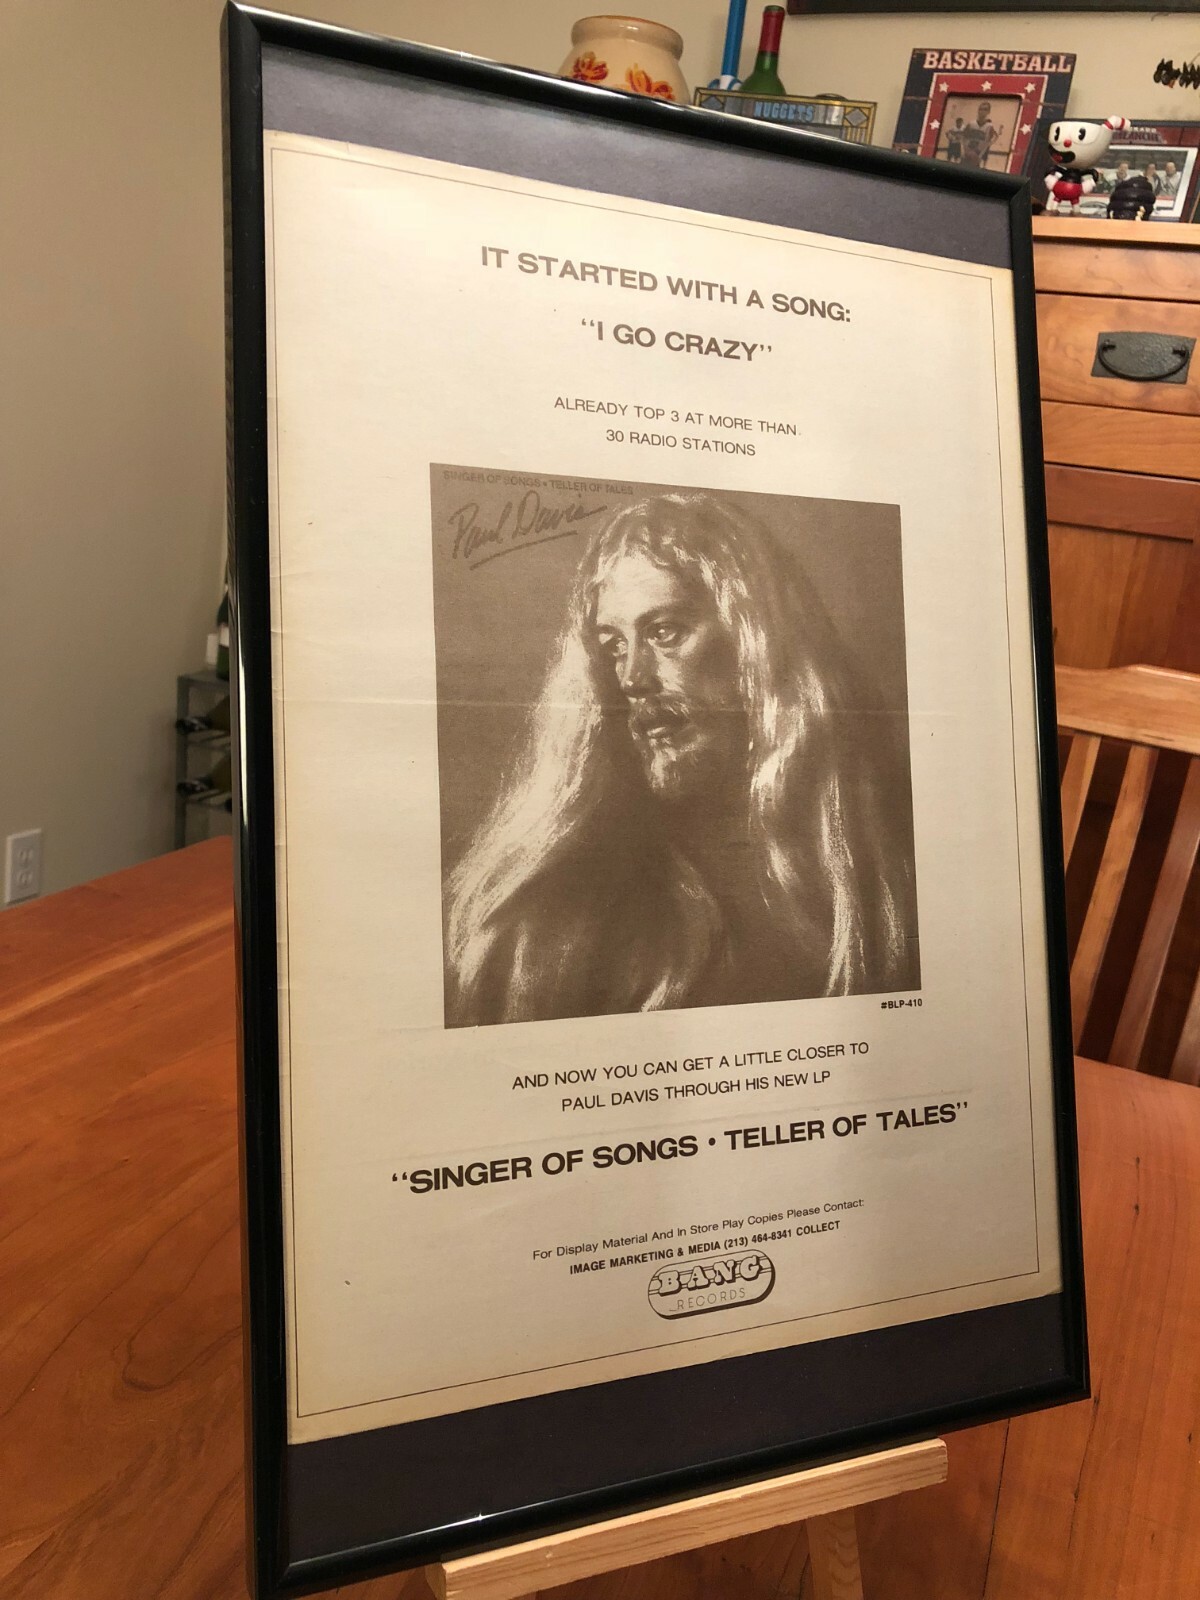 NUGGETS
BASKETBALL
IT STARTED WITH A SONG:
“I GO CRAZY”
ALREADY TOP 3 AT MORE THAN
30 RADIO STATIONS
SINGER OF SONGS • TELLER OF TALES
Paul Davis
#BLP-410
AND NOW YOU CAN GET A LITTLE CLOSER TO
PAUL DAVIS THROUGH HIS NEW LP
“SINGER OF SONGS • TELLER OF TALES”
For Display Material And In Store Play Copies Please Contact:
IMAGE MARKETING & MEDIA (213) 464-8341 COLLECT
BANG
RECORDS